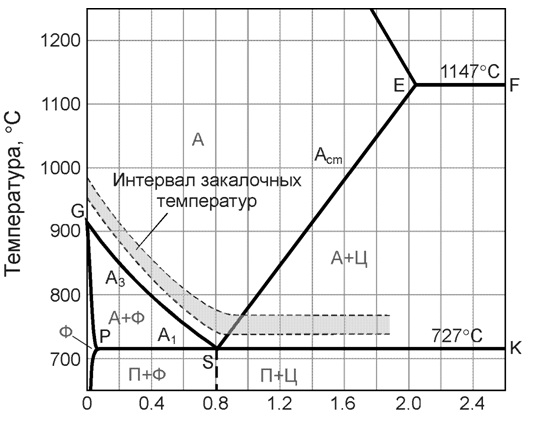 Температура, °C
1200
1100
1000
900
800
700
1147°C
E
F
А
Acm
Интервал закалочных
температур
G
А+Ц
A3
А+Ф
Ф
P
A1
727°C
S
K
П+Ф
П+Ц
0
0.4
0.8
1.2
1.6
2.0
2.4